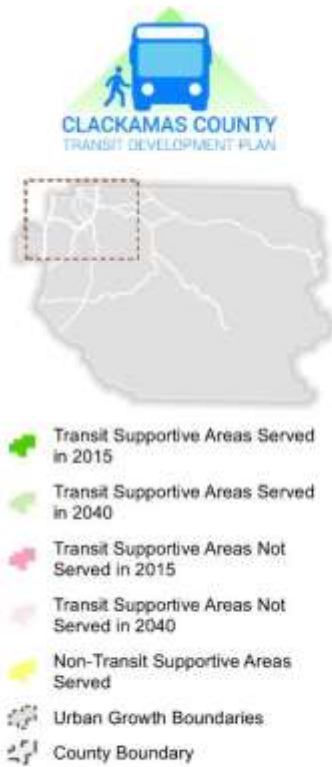 CLACKAMAS COUNTY
TRANSIT DEVELOPMENT PLAN
Transit Supportive Areas Served
in 2015
Transit Supportive Areas Served
in 2040
Transit Supportive Areas Not
Served in 2015
Transit Supportive Areas Not
Served in 2040
Non-Transit Supportive Areas
Served
Urban Growth Boundaries
County Boundary